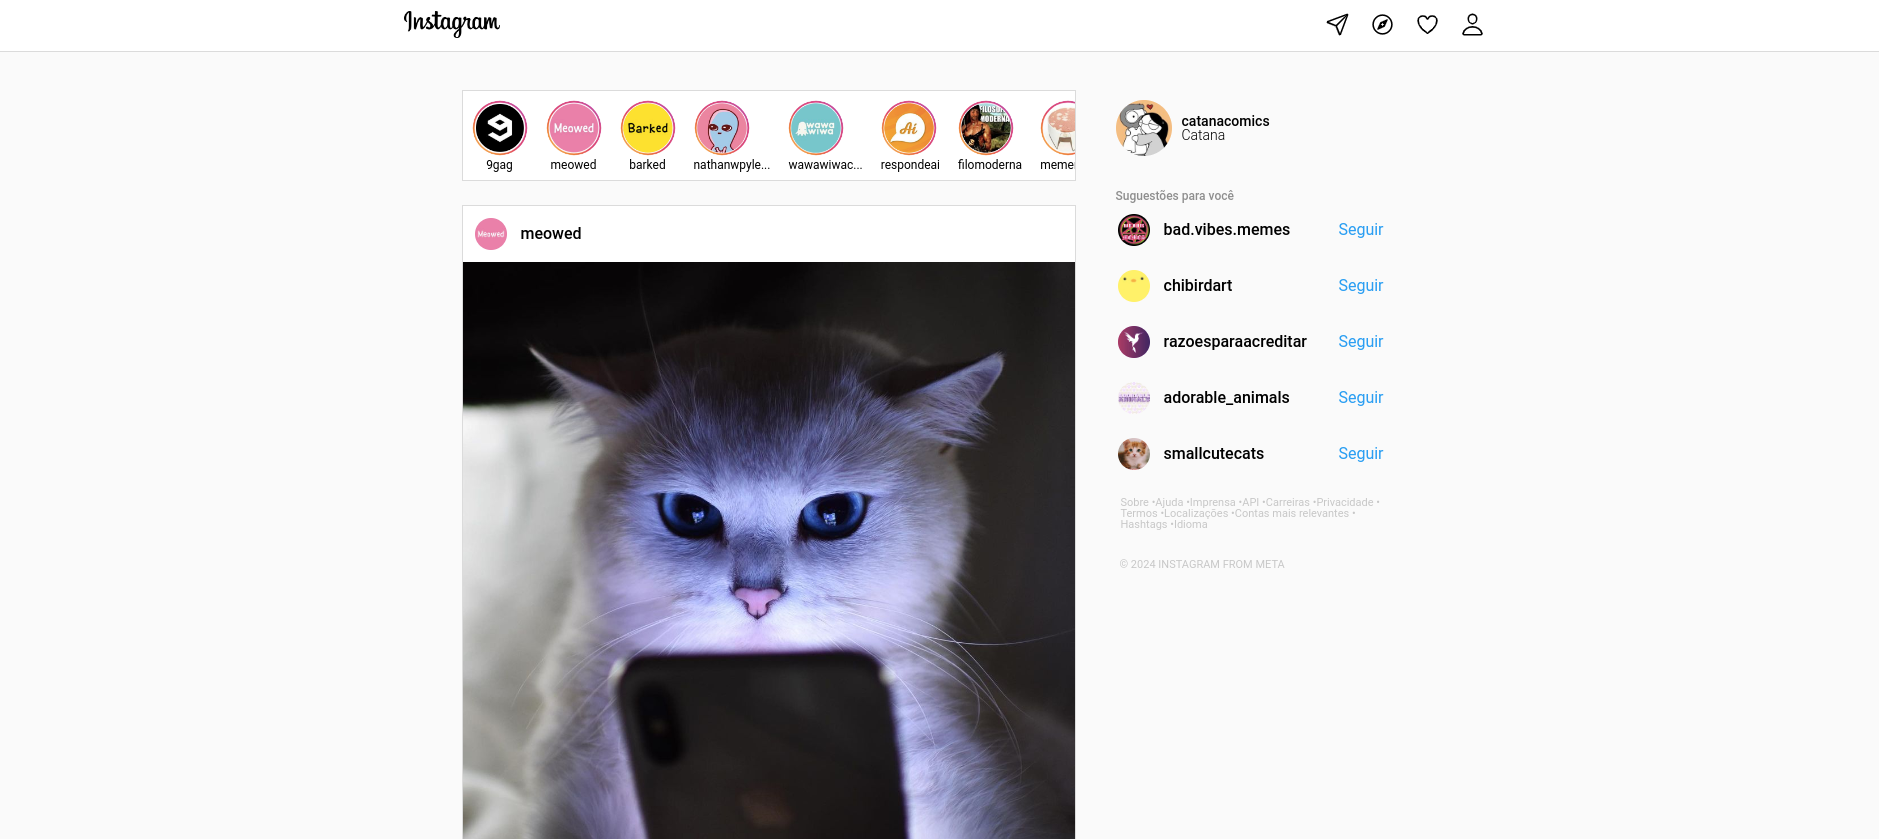 Instagram
Meowed
Barked
wawa
wiwa
Ai
FILOSOFIA
MODERNA
9gag
meowed
barked
nathanwpyle...
wawawiwac...
respondeai
filomoderna
meme
catanacomics
Catana
Suguestões para você
bad.vibes.memes Seguir
chibirdart Seguir
razoesparaacreditar Seguir
adorable_animals Seguir
smallcutecats Seguir
Sobre •Ajuda •Imprensa •API •Carreiras •Privacidade •
Termos •Localizações •Contas mais relevantes •
Hashtags •Idioma
© 2024 INSTAGRAM FROM META
Meowed
meowed